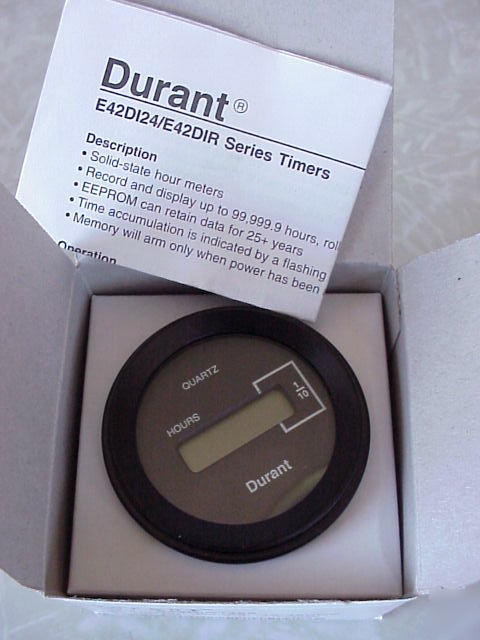 Durant®
E42DI24/E42DIR Series Timers
Description
• Solid-state hour meters
• Record and display up to 99,999.9 hours,
• EEPROM can retain data for 25+ years
• Time accumulation is indicated by a flashing
• Memory will arm only when power has been
Operation
QUARTZ
1/10
HOURS
Durant